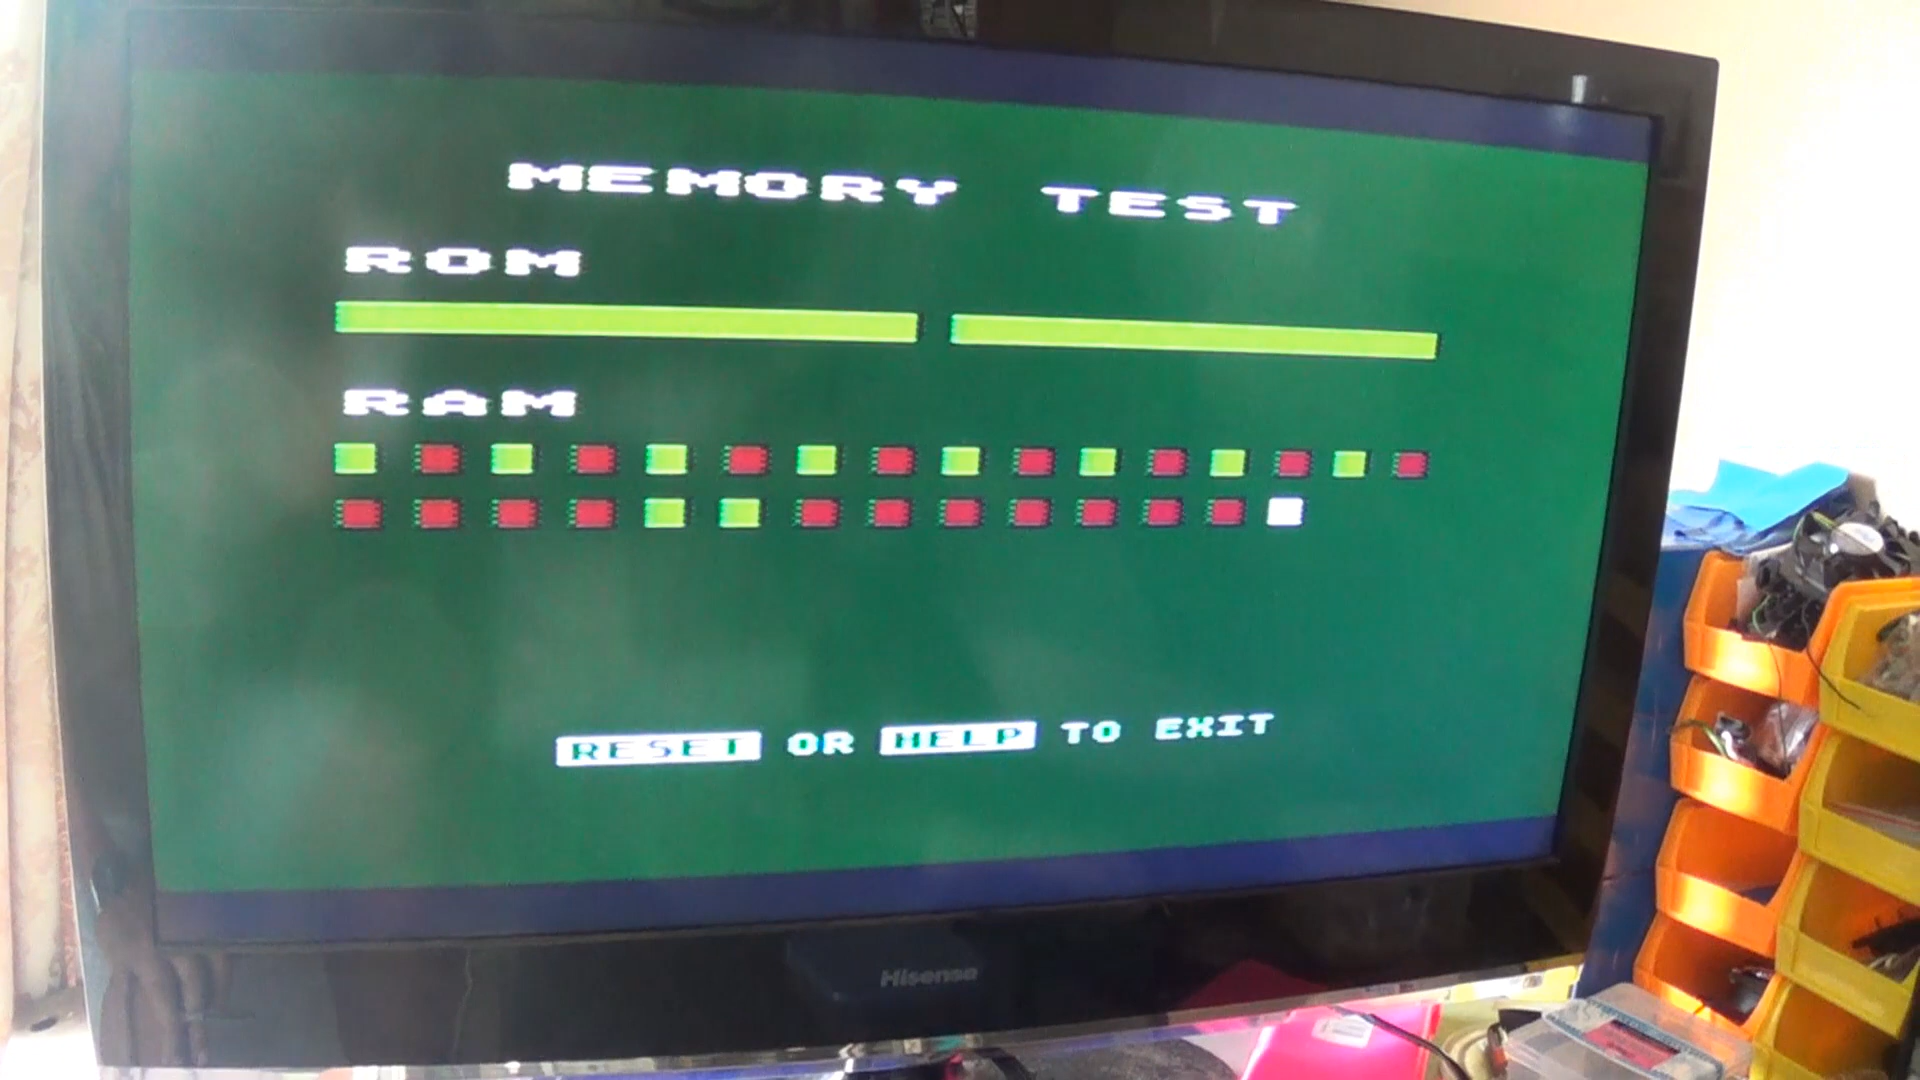 MEMORY TEST
ROM
RAM
RESET OR HELP TO EXIT
Hisense